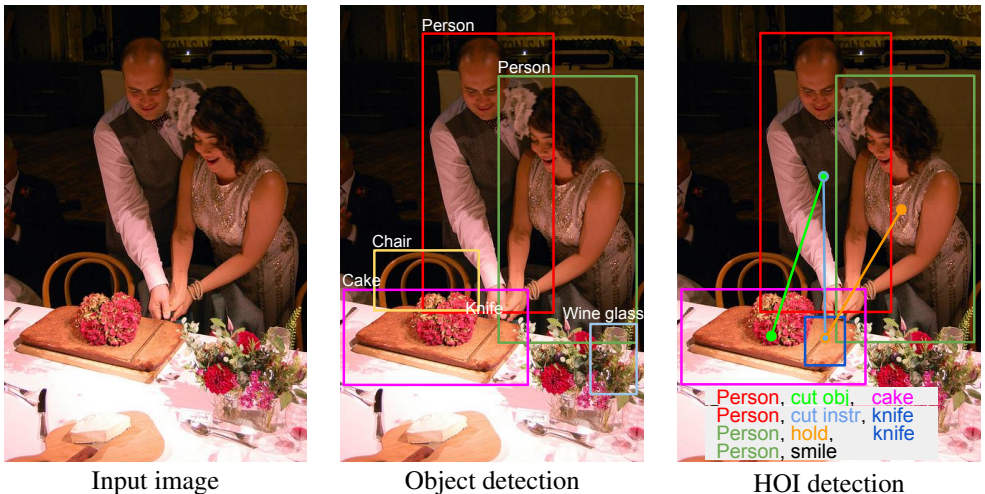 Person
Person
Chair
Cake
Knife
Wine glass
Person, cut obj, cake
Person, cut instr, knife
Person, hold, knife
Person, smile
Input image
Object detection
HOI detection